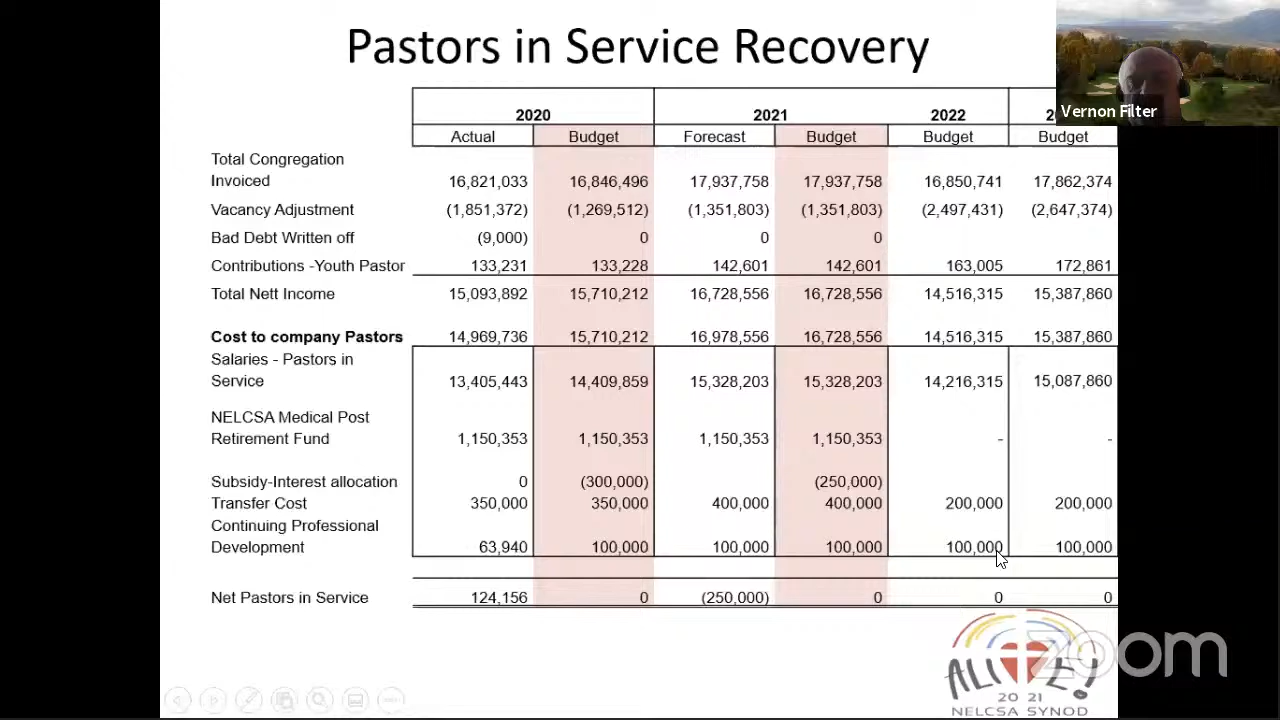 Pastors in Service Recovery
Vernon Filter
2020 2021 2022
Actual Budget Forecast Budget Budget Budget
Total Congregation
Invoiced 16,821,033 16,846,496 17,937,758 17,937,758 16,850,741 17,862,374
Vacancy Adjustment (1,851,372) (1,269,512) (1,351,803) (1,351,803) (2,497,431) (2,647,374)
Bad Debt Written off (9,000) 0 0 0
Contributions -Youth Pastor 133,231 133,228 142,601 142,601 163,005 172,861
Total Nett Income 15,093,892 15,710,212 16,728,556 16,728,556 14,516,315 15,387,860
Cost to company Pastors 14,969,736 15,710,212 16,978,556 16,728,556 14,516,315 15,387,860
Salaries - Pastors in
Service 13,405,443 14,409,859 15,328,203 15,328,203 14,216,315 15,087,860
NELCSA Medical Post
Retirement Fund 1,150,353 1,150,353 1,150,353 1,150,353 - -
Subsidy-Interest allocation 0 (300,000) (250,000)
Transfer Cost 350,000 350,000 400,000 400,000 200,000 200,000
Continuing Professional
Development 63,940 100,000 100,000 100,000 100,000 100,000
Net Pastors in Service 124,156 0 (250,000) 0 0 0
zoom
ALIVE!
20 21
NELCSA SYNOD